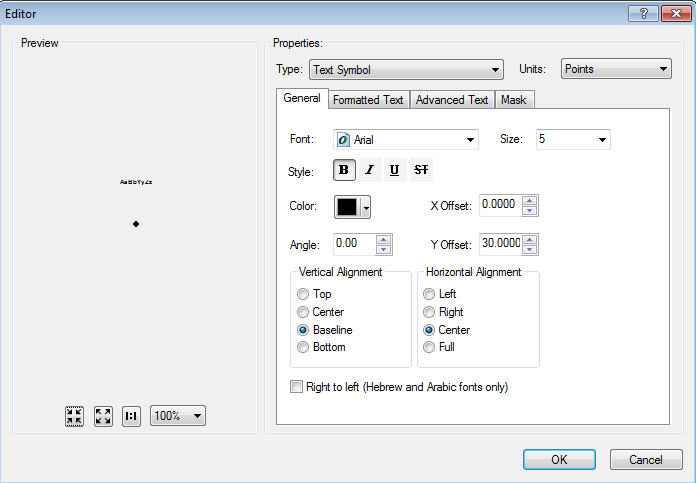 Editor
Preview
AaBbYyZz
100%
Properties:
Type: Text Symbol Units: Points
General Formatted Text Advanced Text Mask
Font: Arial Size: 5
Style: B I U ST
Color: X Offset: 0.0000
Angle: 0.00 Y Offset: 30.0000
Vertical Alignment Horizontal Alignment
Top Left
Center Right
Baseline Center
Bottom Full
Right to left (Hebrew and Arabic fonts only)
OK Cancel